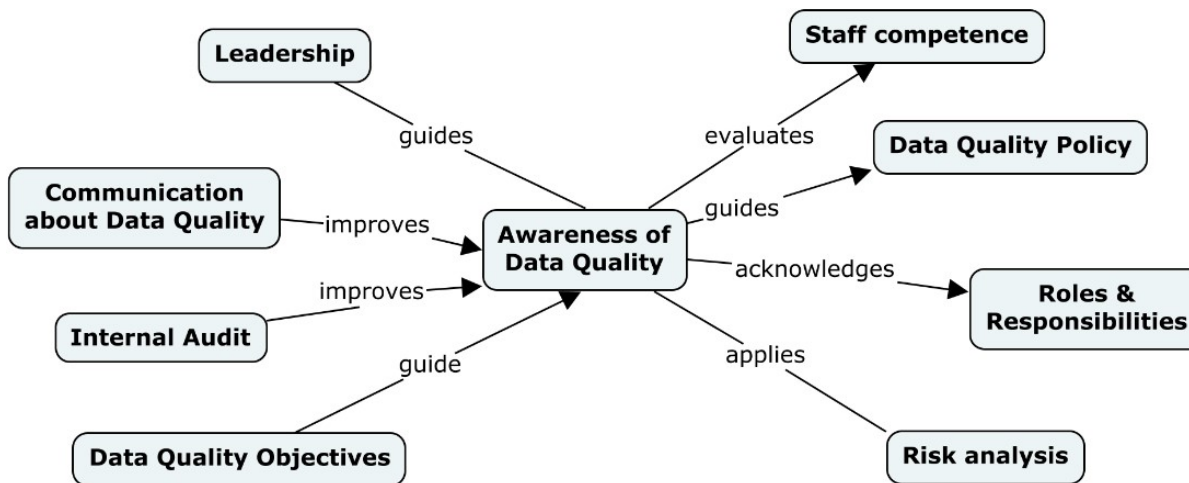 Leadership
Staff competence
guides
evaluates
Data Quality Policy
Communication
about Data Quality
improves
guides
Awareness of
Data Quality
acknowledges
improves
Roles &
Responsibilities
Internal Audit
guide
applies
Data Quality Objectives
Risk analysis